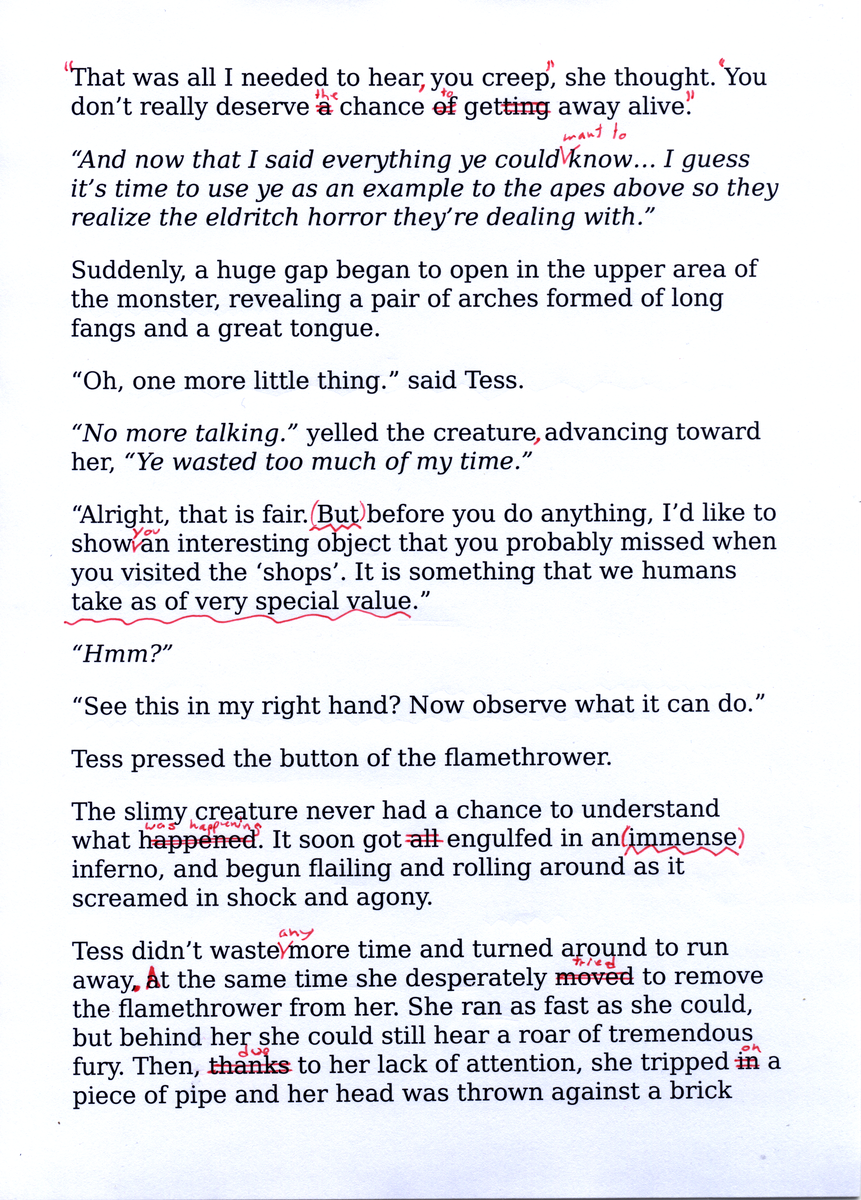 "That was all I needed to hear, you creep", she thought. "You
the to
don’t really deserve a chance of getting away alive."
want to
“And now that I said everything ye could know… I guess
it’s time to use ye as an example to the apes above so they
realize the eldritch horror they’re dealing with.”
Suddenly, a huge gap began to open in the upper area of
the monster, revealing a pair of arches formed of long
fangs and a great tongue.
“Oh, one more little thing.” said Tess.
“No more talking.” yelled the creature, advancing toward
her, “Ye wasted too much of my time.”
“Alright, that is fair. (But) before you do anything, I’d like to
you
show an interesting object that you probably missed when
you visited the ‘shops’. It is something that we humans
take as of very special value.”
“Hmm?”
“See this in my right hand? Now observe what it can do.”
Tess pressed the button of the flamethrower.
The slimy creature never had a chance to understand
was happening
what happened. It soon got all engulfed in an (immense)
inferno, and begun flailing and rolling around as it
screamed in shock and agony.
any
Tess didn’t waste more time and turned around to run
tried
away. At the same time she desperately moved to remove
the flamethrower from her. She ran as fast as she could,
but behind her she could still hear a roar of tremendous
due on
fury. Then, thanks to her lack of attention, she tripped in a
piece of pipe and her head was thrown against a brick